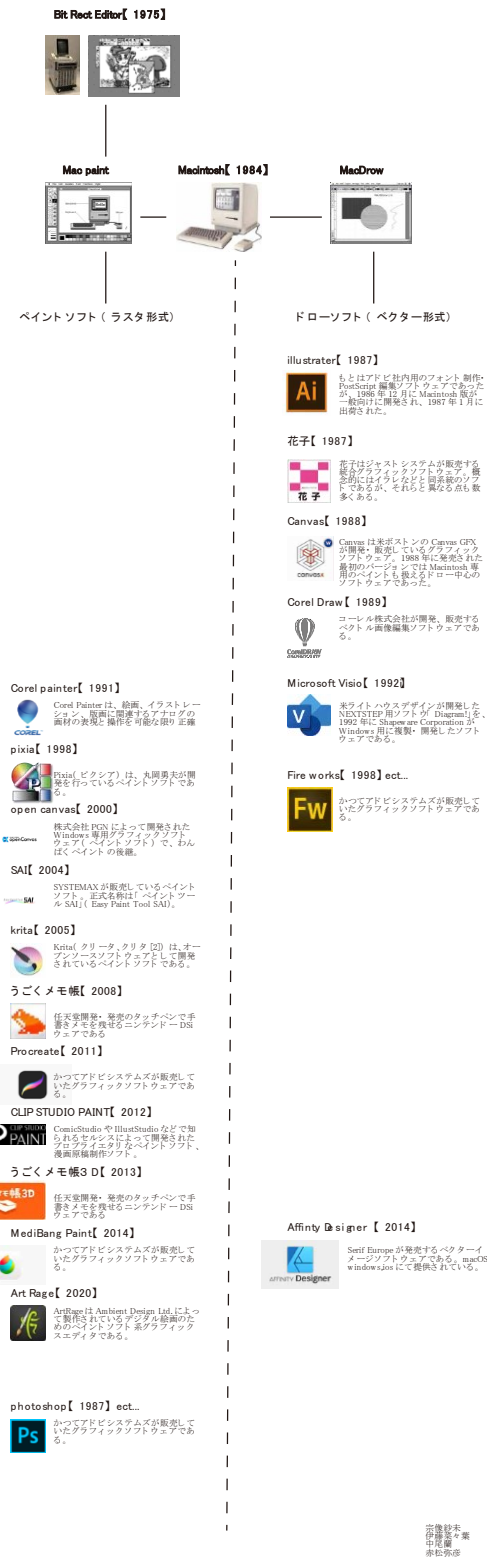 Bit Rect Editor【1975】
Mac paint
Macintosh【1984】
MacDrow
ペイントソフト（ラスタ形式）
ドローソフト（ベクター形式）
illustrater【1987】
Ai
もとはアドビ社内用のフォント制作・
PostScript 編集ソフトウェアであった
が、1986 年 12 月に Macintosh 版が
一般向けに開発され、1987 年 1 月に
出荷された。
花子【1987】
花子
花子はジャストシステムが販売する
統合グラフィックソフトウェア。概
念的にはイラレなどと同系統のソフ
トであるが、それらと異なる点も数
多くある。
Canvas【1988】
canvasx
Canvas は米ボストンの Canvas GFX
が開発・販売しているグラフィック
ソフトウェア。1988 年に発売された
最初のバージョンでは Macintosh 専
用のペイントも扱えるドロー中心の
ソフトウェアであった。
Corel Draw【1989】
CorelDRAW
コーレル株式会社が開発、販売する
ベクトル画像編集ソフトウェアであ
る。
Microsoft Visio【1992】
V
米ライトハウスデザインが開発した
NEXTSTEP 用ソフトウ「Diagram!」を、
1992 年に Shapeware Corporation が
Windows 用に複製・開発したソフト
ウェアである。
Fire works【1998】ect...
Fw
かつてアドビシステムズが販売して
いたグラフィックソフトウェアであ
る。
Affinty Designer【2014】
AFFINITY Designer
Serif Europe が発売するベクターイ
メージソフトウェアである。macOS
windows,ios にて提供されている。
Corel painter【1991】
COREL
Corel Painter は、絵画、イラストレー
ション、版画に関連するアナログの
画材の表現と操作を可能な限り正確
pixia【1998】
P
Pixia(ピクシア）は、丸岡勇夫が開
発を行っているペイントソフトであ
る。
open canvas【2000】
openCanvas
株式会社 PGN によって開発された
Windows 専用グラフィックソフト
ウェア（ペイントソフト）で、わん
ぱくペイントの後継。
SAI【2004】
SAI
SYSTEMAX が販売しているペイント
ソフト。正式名称は「ペイントツー
ル SAI」（Easy Paint Tool SAI)。
krita【2005】
Krita（クリータ、クリタ [2]）は、オー
プンソースソフトウェアとして開発
されているペイントソフトである。
うごくメモ帳【2008】
任天堂開発・発売のタッチペンで手
書きメモを残せるニンテンドー DSi
ウェアである
Procreate【2011】
かつてアドビシステムズが販売して
いたグラフィックソフトウェアであ
る。
CLIP STUDIO PAINT【2012】
CLIP STUDIO
PAINT
ComicStudio や IllustStudio などで知
られるセルシスによって開発された
プロプライエタリなペイントソフト、
漫画原稿制作ソフト。
うごくメモ帳３D【2013】
モ帳3D
任天堂開発・発売のタッチペンで手
書きメモを残せるニンテンドー DSi
ウェアである
MediBang Paint【2014】
かつてアドビシステムズが販売して
いたグラフィックソフトウェアであ
る。
Art Rage【2020】
ArtRage は Ambient Design Ltd. によっ
て製作されているデジタル絵画のた
めのペイントソフト系グラフィック
スエディタである。
photoshop【1987】ect...
Ps
かつてアドビシステムズが販売して
いたグラフィックソフトウェアであ
る。
宗像紗未
伊藤菜々葉
中尾蘭
赤松弥彦